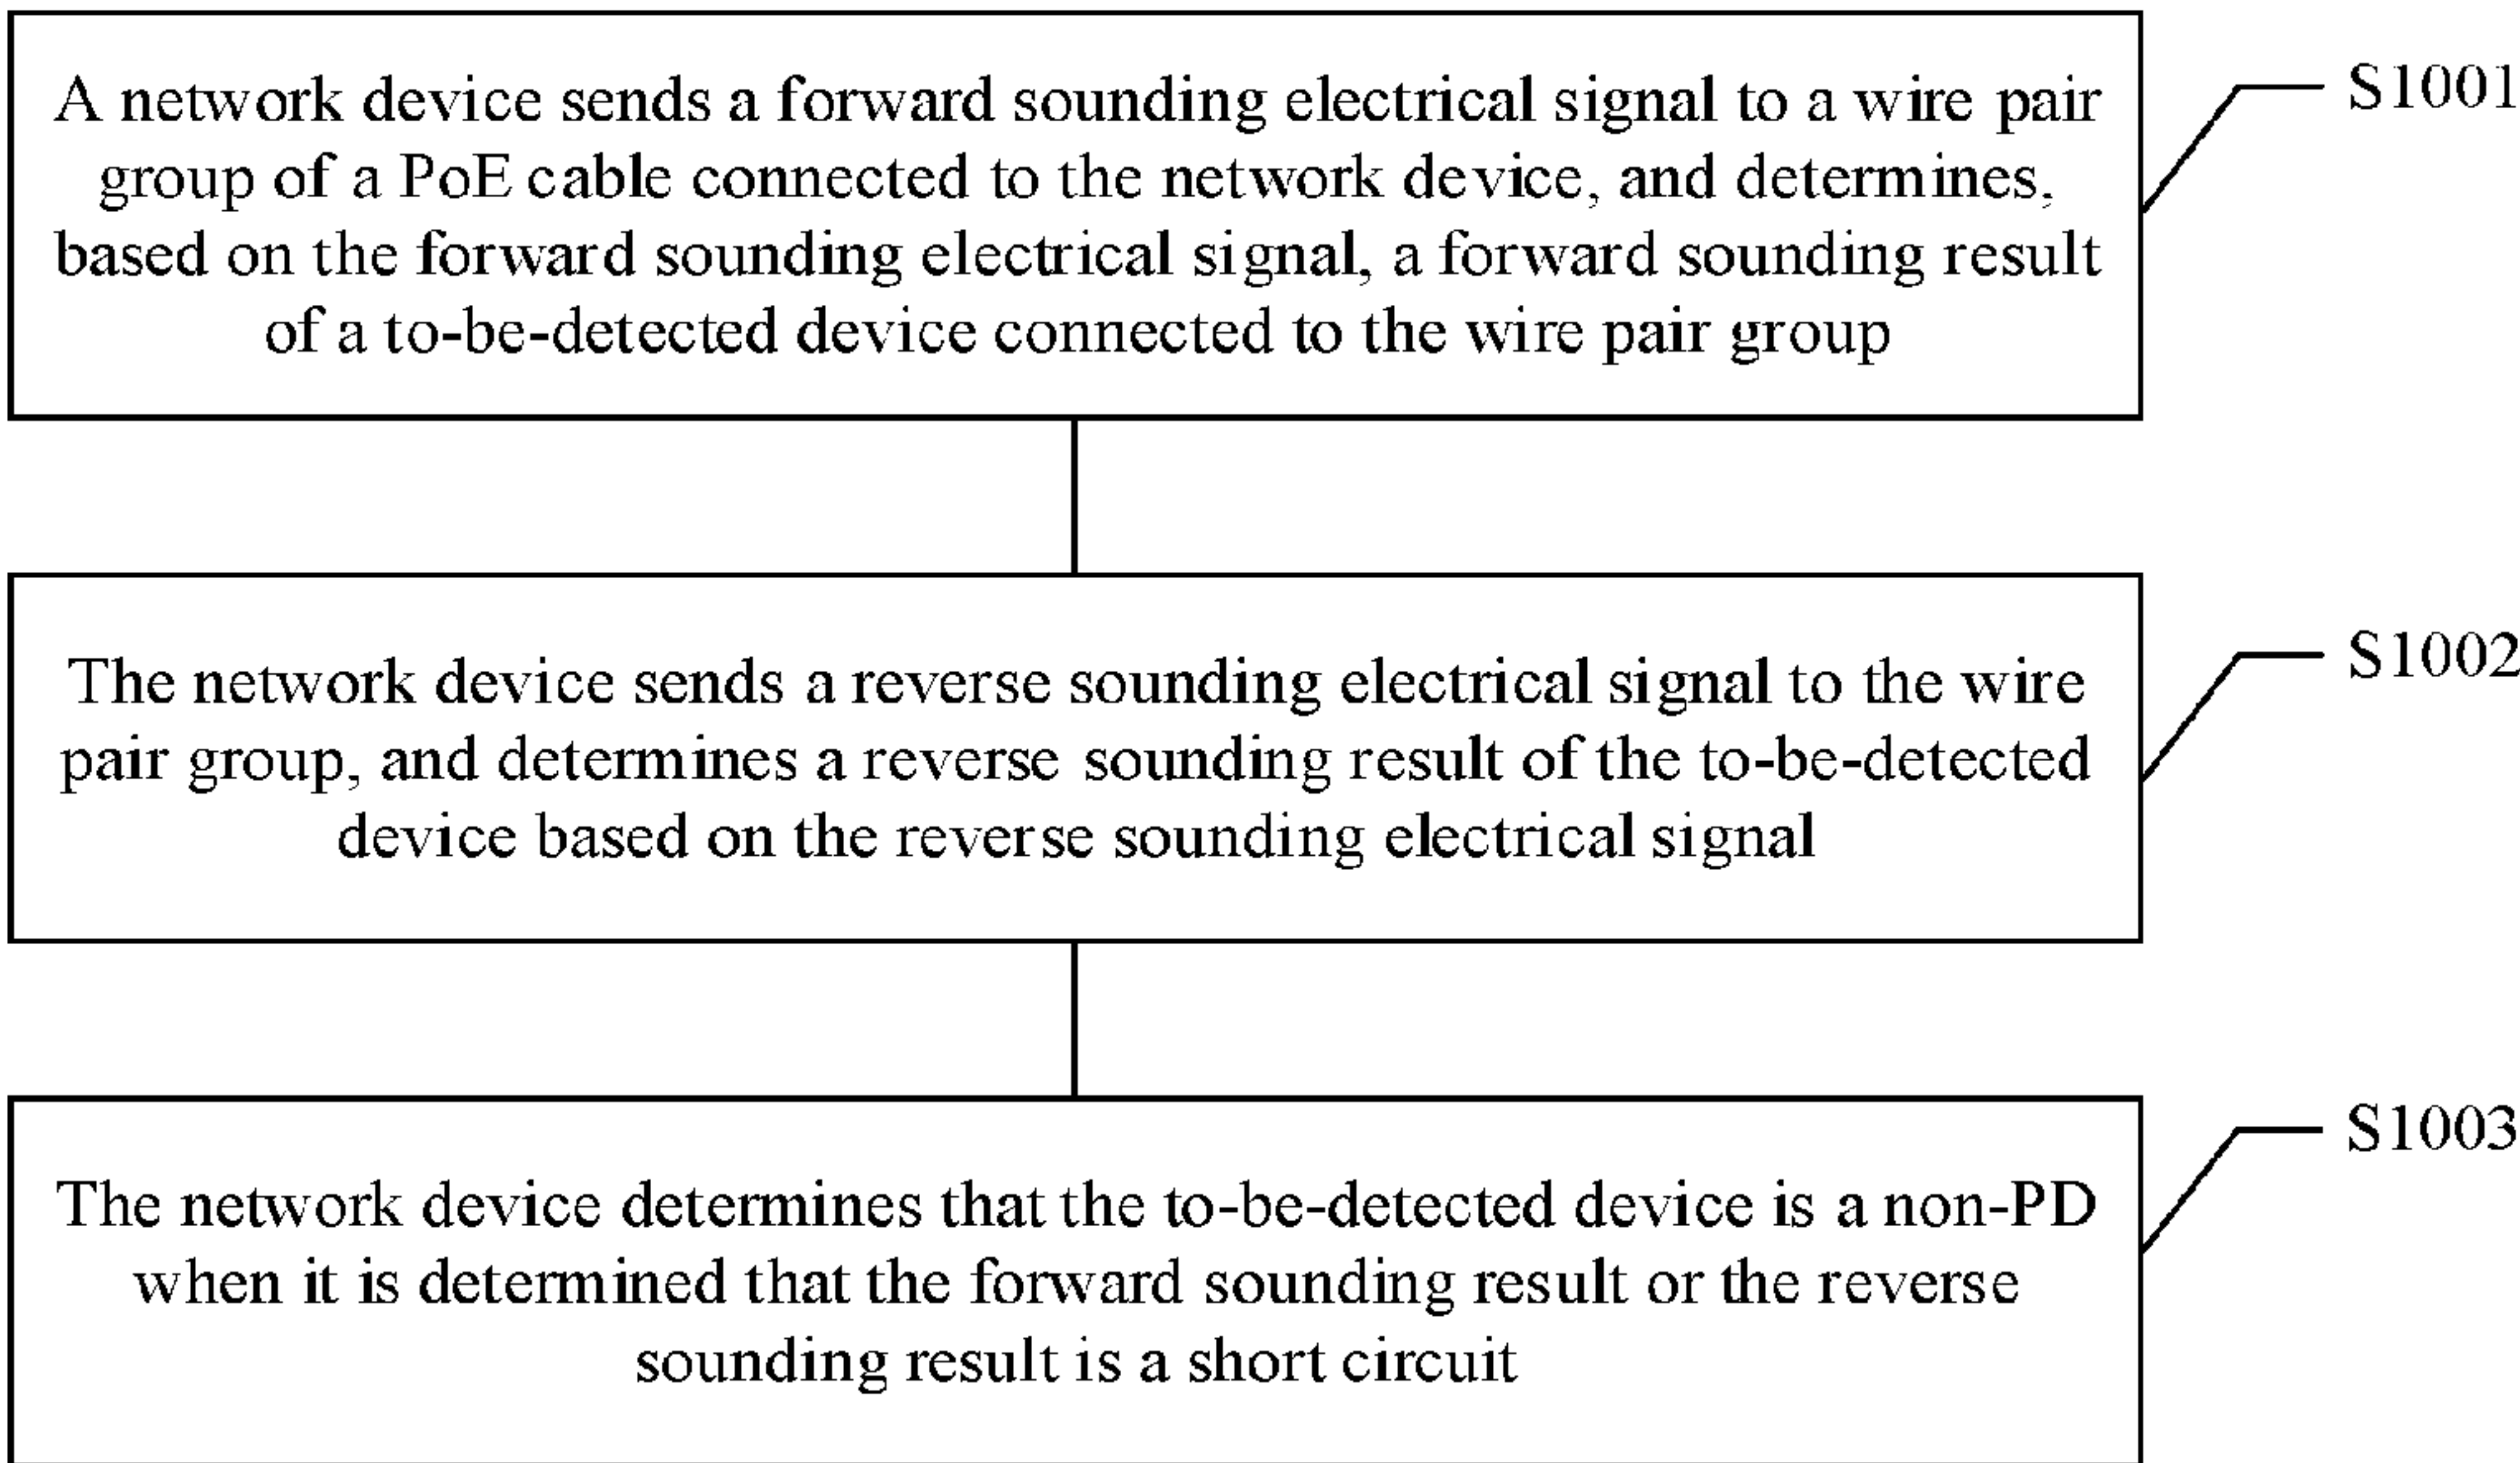 A network device sends a forward sounding electrical signal to a wire pair
group of a PoE cable connected to the network device, and determines,
based on the forward sounding electrical signal, a forward sounding result
of a to-be-detected device connected to the wire pair group
S1001
The network device sends a reverse sounding electrical signal to the wire
pair group, and determines a reverse sounding result of the to-be-detected
device based on the reverse sounding electrical signal
S1002
The network device determines that the to-be-detected device is a non-PD
when it is determined that the forward sounding result or the reverse
sounding result is a short circuit
S1003